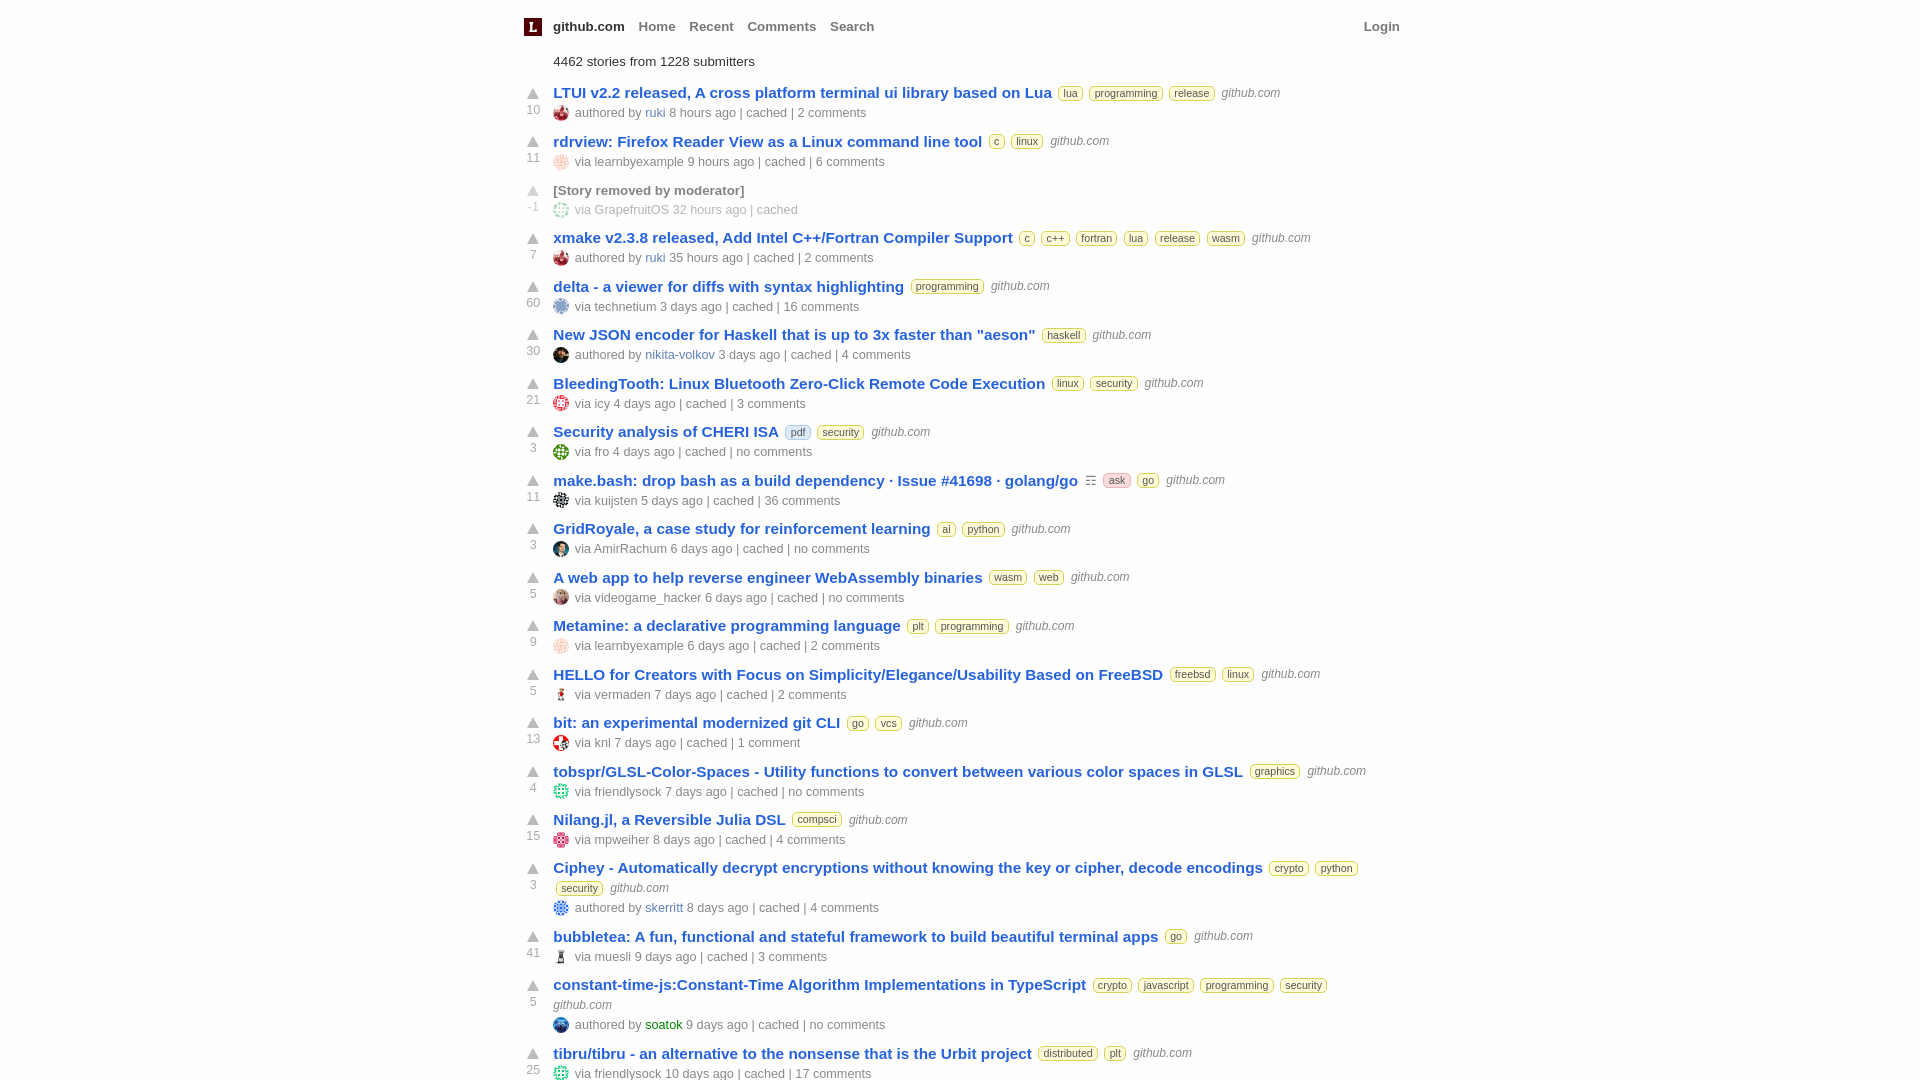 L github.com Home Recent Comments Search Login
4462 stories from 1228 submitters
LTUI v2.2 released, A cross platform terminal ui library based on Lua lua programming release github.com
10
authored by ruki 8 hours ago | cached | 2 comments
rdrview: Firefox Reader View as a Linux command line tool c linux github.com
11
via learnbyexample 9 hours ago | cached | 6 comments
[Story removed by moderator]
-1
via GrapefruitOS 32 hours ago | cached
xmake v2.3.8 released, Add Intel C++/Fortran Compiler Support c c++ fortran lua release wasm github.com
7
authored by ruki 35 hours ago | cached | 2 comments
delta - a viewer for diffs with syntax highlighting programming github.com
60
via technetium 3 days ago | cached | 16 comments
New JSON encoder for Haskell that is up to 3x faster than "aeson" haskell github.com
30
authored by nikita-volkov 3 days ago | cached | 4 comments
BleedingTooth: Linux Bluetooth Zero-Click Remote Code Execution linux security github.com
21
via icy 4 days ago | cached | 3 comments
Security analysis of CHERI ISA pdf security github.com
3
via fro 4 days ago | cached | no comments
make.bash: drop bash as a build dependency · Issue #41698 · golang/go ☶ ask go github.com
11
via kuijsten 5 days ago | cached | 36 comments
GridRoyale, a case study for reinforcement learning ai python github.com
3
via AmirRachum 6 days ago | cached | no comments
A web app to help reverse engineer WebAssembly binaries wasm web github.com
5
via videogame_hacker 6 days ago | cached | no comments
Metamine: a declarative programming language plt programming github.com
9
via learnbyexample 6 days ago | cached | 2 comments
HELLO for Creators with Focus on Simplicity/Elegance/Usability Based on FreeBSD freebsd linux github.com
5
via vermaden 7 days ago | cached | 2 comments
bit: an experimental modernized git CLI go vcs github.com
13
via knl 7 days ago | cached | 1 comment
tobspr/GLSL-Color-Spaces - Utility functions to convert between various color spaces in GLSL graphics github.com
4
via friendlysock 7 days ago | cached | no comments
Nilang.jl, a Reversible Julia DSL compsci github.com
15
via mpweiher 8 days ago | cached | 4 comments
Ciphey - Automatically decrypt encryptions without knowing the key or cipher, decode encodings crypto python
3
security github.com
authored by skerritt 8 days ago | cached | 4 comments
bubbletea: A fun, functional and stateful framework to build beautiful terminal apps go github.com
41
via muesli 9 days ago | cached | 3 comments
constant-time-js:Constant-Time Algorithm Implementations in TypeScript crypto javascript programming security
5
github.com
authored by soatok 9 days ago | cached | no comments
tibru/tibru - an alternative to the nonsense that is the Urbit project distributed plt github.com
25
via friendlysock 10 days ago | cached | 17 comments